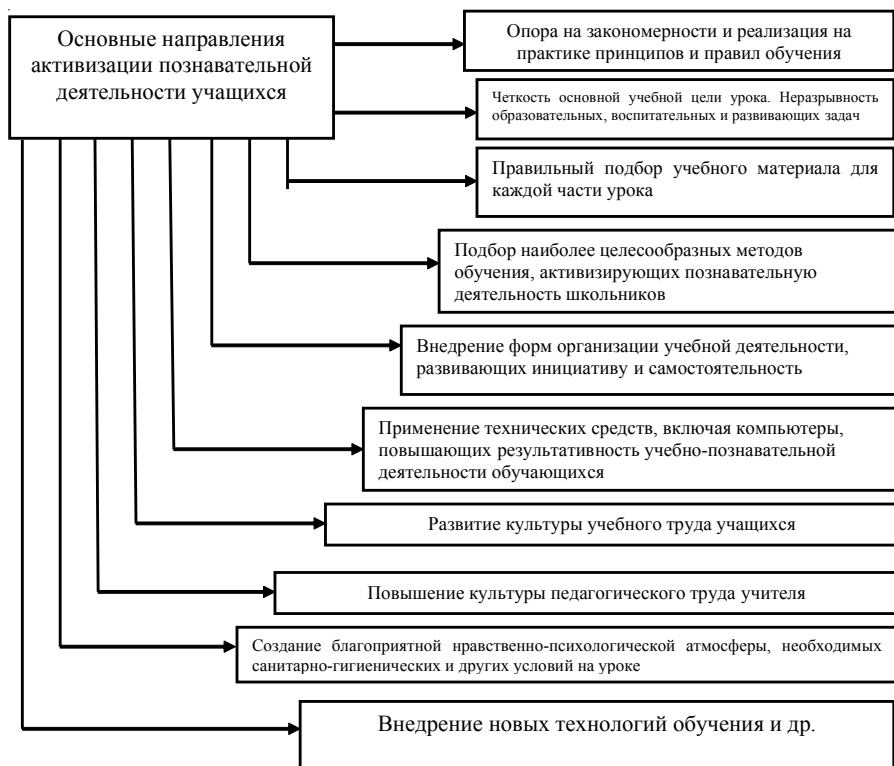 Основные направления
активизации познавательной
деятельности учащихся
Опора на закономерности и реализация на
практике принципов и правил обучения
Четкость основной учебной цели урока. Неразрывность
образовательных, воспитательных и развивающих задач
Правильный подбор учебного материала для
каждой части урока
Подбор наиболее целесообразных методов
обучения, активизирующих познавательную
деятельность школьников
Внедрение форм организации учебной деятельности,
развивающих инициативу и самостоятельность
Применение технических средств, включая компьютеры,
повышающих результативность учебно-познавательной
деятельности обучающихся
Развитие культуры учебного труда учащихся
Повышение культуры педагогического труда учителя
Создание благоприятной нравственно-психологической атмосферы, необходимых
санитарно-гигиенических и других условий на уроке
Внедрение новых технологий обучения и др.